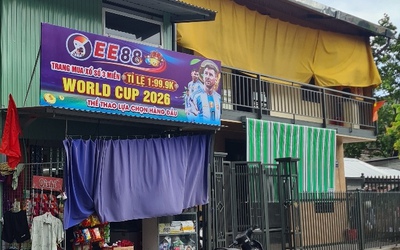 EE88
TRANG MUA XỔ SỐ 3 MIỀN
TỈ LỆ 1:99.9K
WORLD CUP 2026
THỂ THAO LỰA CHỌN HÀNG ĐẦU